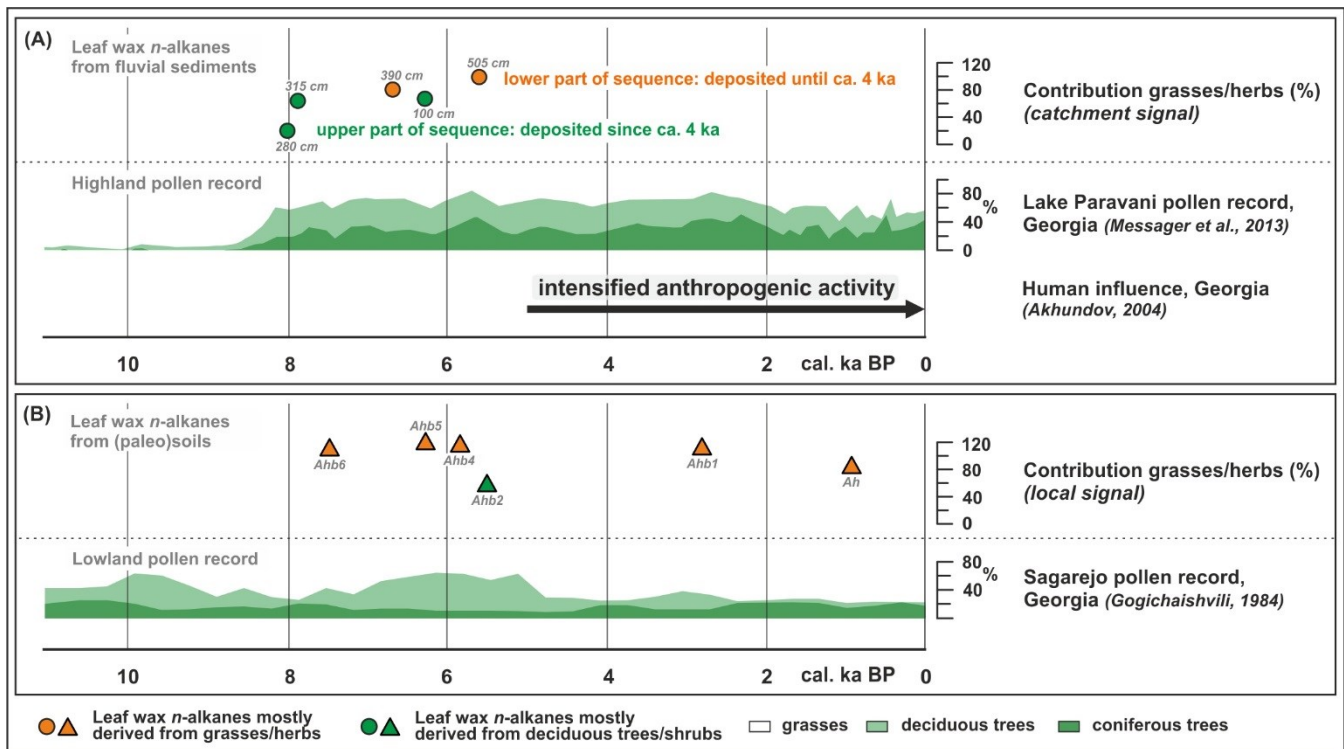 (A)
Leaf wax n-alkanes
from fluvial sediments
315 cm
390 cm
505 cm
100 cm
280 cm
lower part of sequence: deposited until ca. 4 ka
upper part of sequence: deposited since ca. 4 ka
120
80
40
0
Contribution grasses/herbs (%)
(catchment signal)
Highland pollen record
80
40
0
%
Lake Paravani pollen record,
Georgia (Messager et al., 2013)
intensified anthropogenic activity
Human influence, Georgia
(Akhundov, 2004)
10 8 6 4 2 cal. ka BP 0
(B)
Leaf wax n-alkanes
from (paleo)soils
Ahb6
Ahb5
Ahb4
Ahb2
Ahb1
Ah
120
80
40
0
Contribution grasses/herbs (%)
(local signal)
Lowland pollen record
80
40
%
Sagarejo pollen record,
Georgia (Gogichaishvili, 1984)
10 8 6 4 2 cal. ka BP 0
Leaf wax n-alkanes mostly
derived from grasses/herbs
Leaf wax n-alkanes mostly
derived from deciduous trees/shrubs
grasses deciduous trees coniferous trees